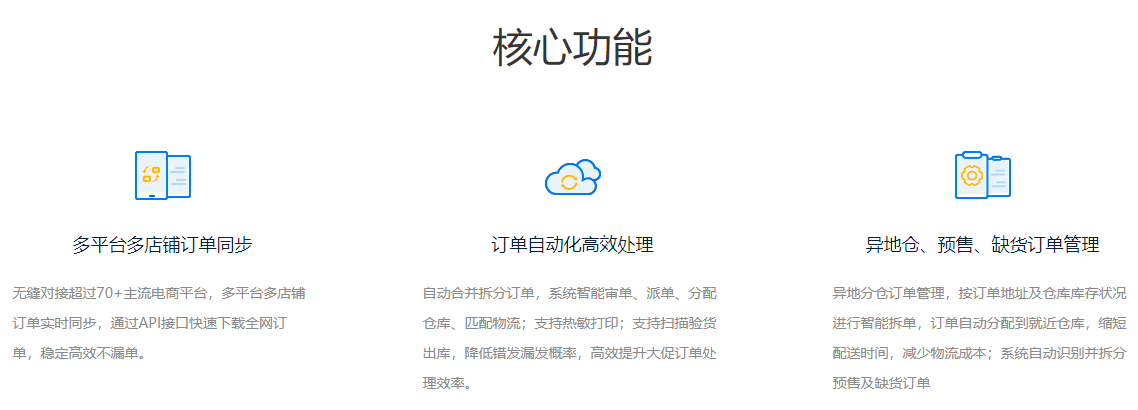 核心功能
多平台多店铺订单同步
无缝对接超过70+主流电商平台，多平台多店铺
订单实时同步，通过API接口快速下载全网订
单，稳定高效不漏单。
订单自动化高效处理
自动合并拆分订单，系统智能审单、派单、分配
仓库、匹配物流；支持热敏打印；支持扫描验货
出库，降低错发漏发概率，高效提升大促订单处
理效率。
异地仓、预售、缺货订单管理
异地分仓订单管理，按订单地址及仓库库存状况
进行智能拆单，订单自动分配到就近仓库，缩短
配送时间，减少物流成本；系统自动识别并拆分
预售及缺货订单